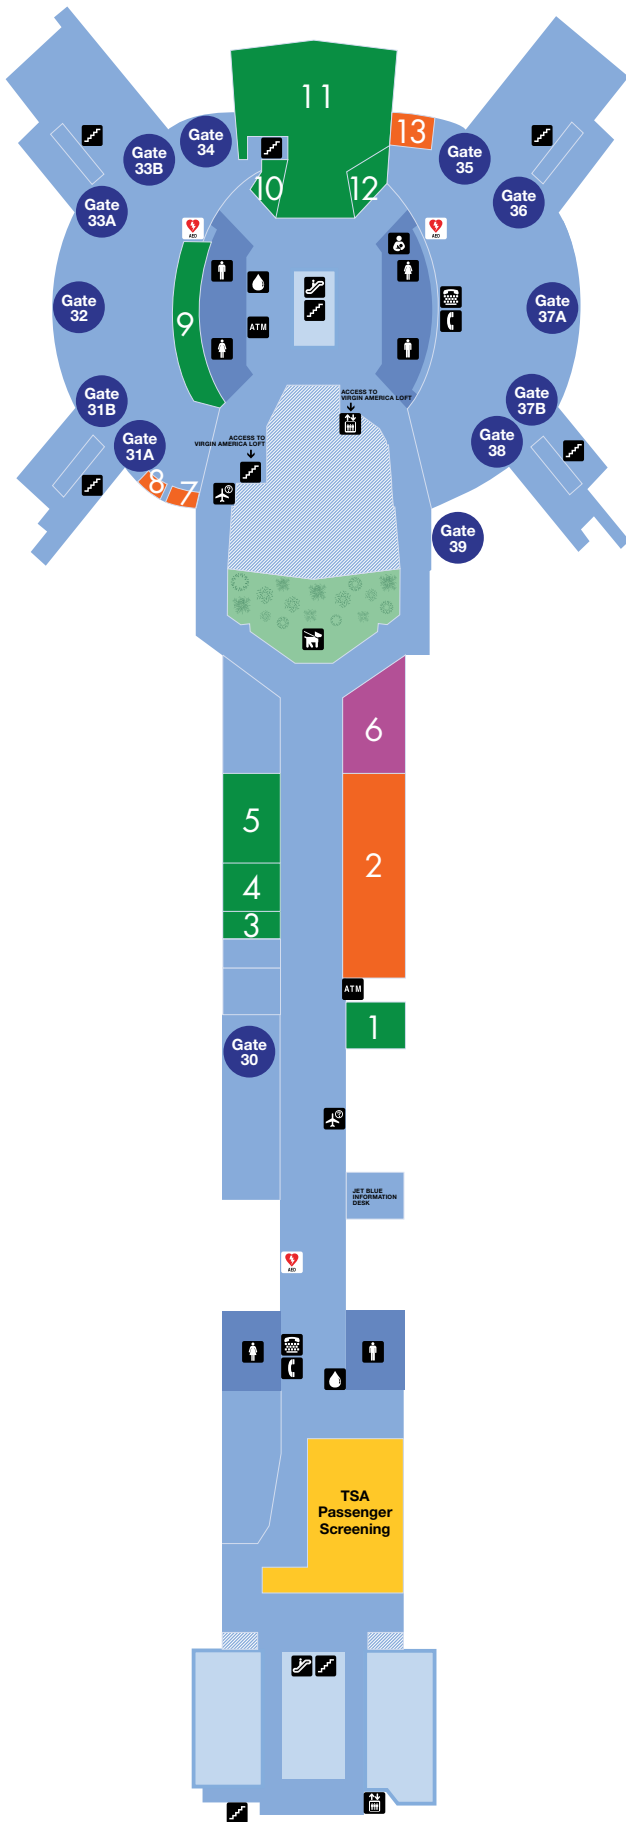 11
13
Gate
34
Gate
33B
Gate
35
10
12
Gate
33A
Gate
36
AED
AED
Gate
32
9
ATM
Gate
37A
Gate
31B
Gate
37B
ACCESS TO
VIRGIN AMERICA LOFT
Gate
31A
ACCESS TO
VIRGIN AMERICA LOFT
Gate
38
8
7
?
Gate
39
6
5
2
4
3
ATM
1
Gate
30
?
JET BLUE
INFORMATION
DESK
AED
TSA
Passenger
Screening